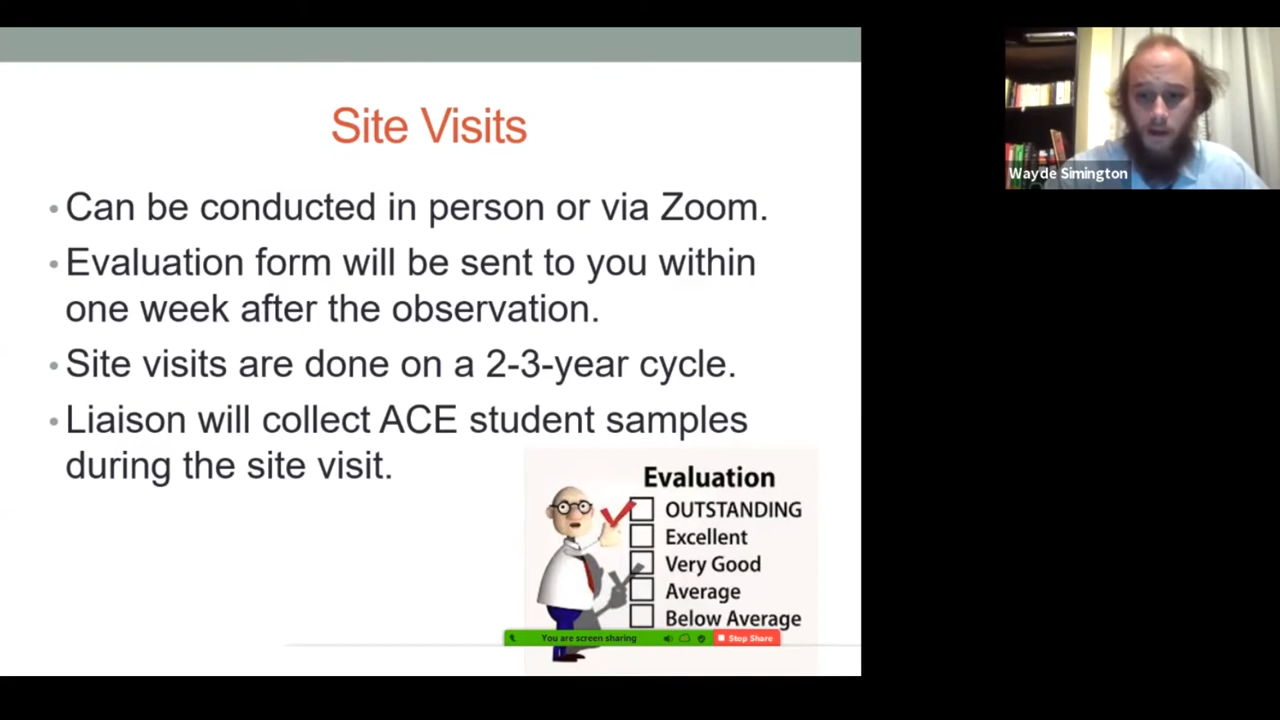 Site Visits
• Can be conducted in person or via Zoom.
• Evaluation form will be sent to you within
one week after the observation.
• Site visits are done on a 2-3-year cycle.
• Liaison will collect ACE student samples
during the site visit.
Evaluation
OUTSTANDING
Excellent
Very Good
Average
Below Average
You are screen sharing
Stop Share
Wayde Simington